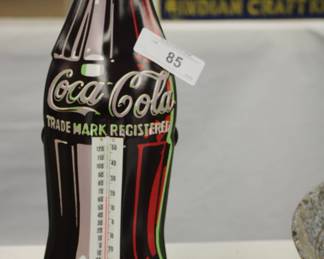 INDIAN CRAFT
85
Coca-Cola
TRADE MARK REGISTERED